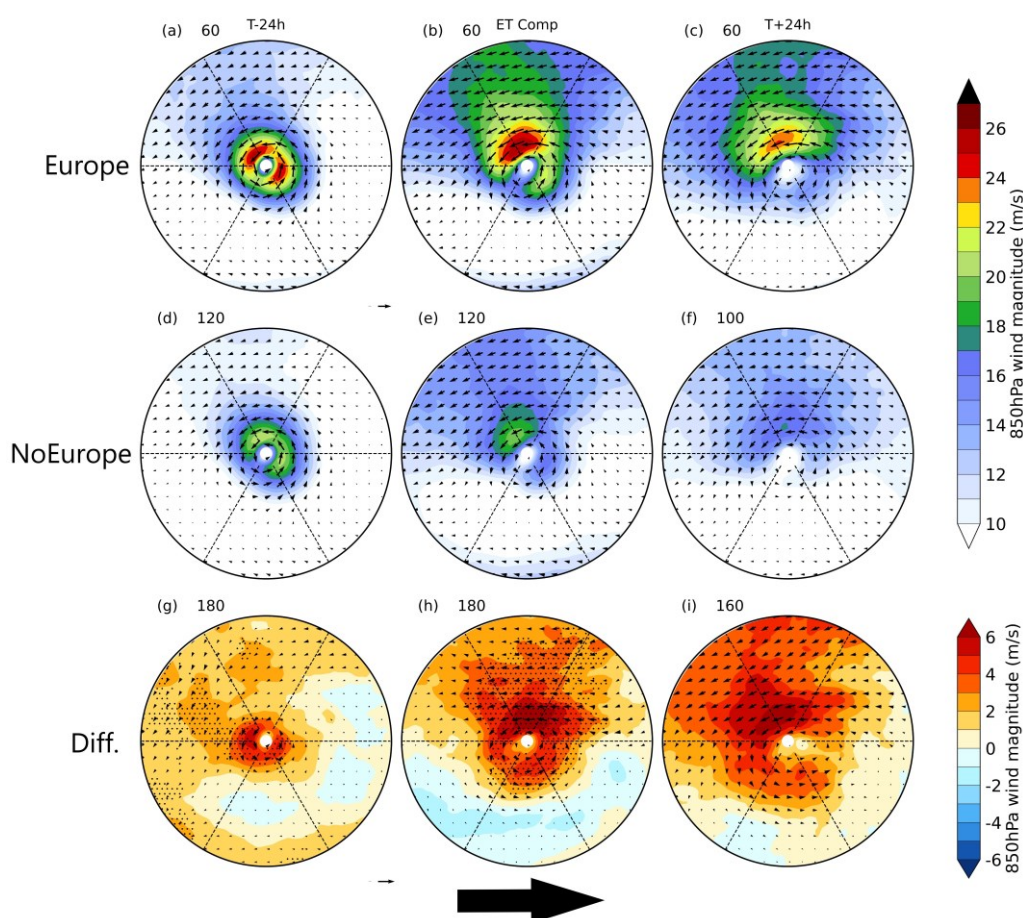 (a) 60 T-24h
(b) 60 ET Comp
(c) 60 T+24h
Europe
26
24
22
20
18
16
14
12
10
850hPa wind magnitude (m/s)
(d) 120
(e) 120
(f) 100
NoEurope
(g) 180
(h) 180
(i) 160
Diff.
6
4
2
0
-2
-4
-6
850hPa wind magnitude (m/s)